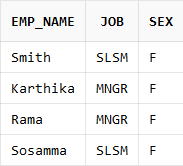 EMP_NAME JOB SEX
Smith SLSM F
Karthika MNGR F
Rama MNGR F
Sosamma SLSM F